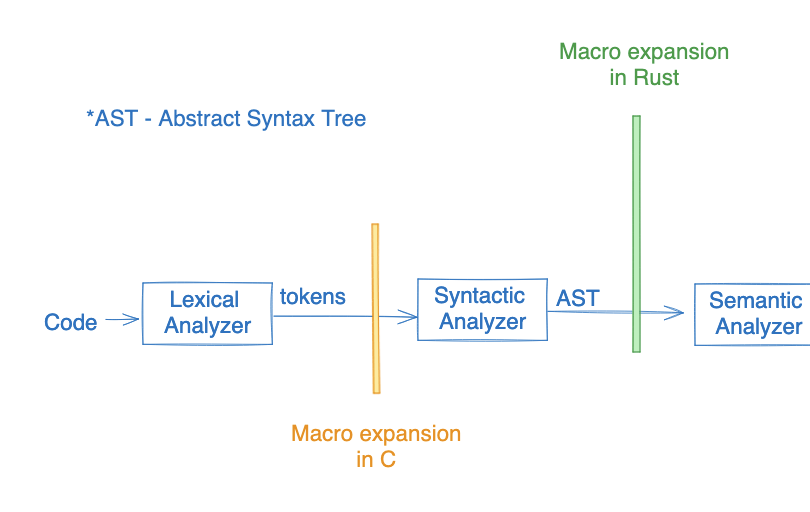 Macro expansion
in Rust
*AST - Abstract Syntax Tree
Code
Lexical
Analyzer
tokens
Syntactic
Analyzer
AST
Semantic
Analyzer
Macro expansion
in C